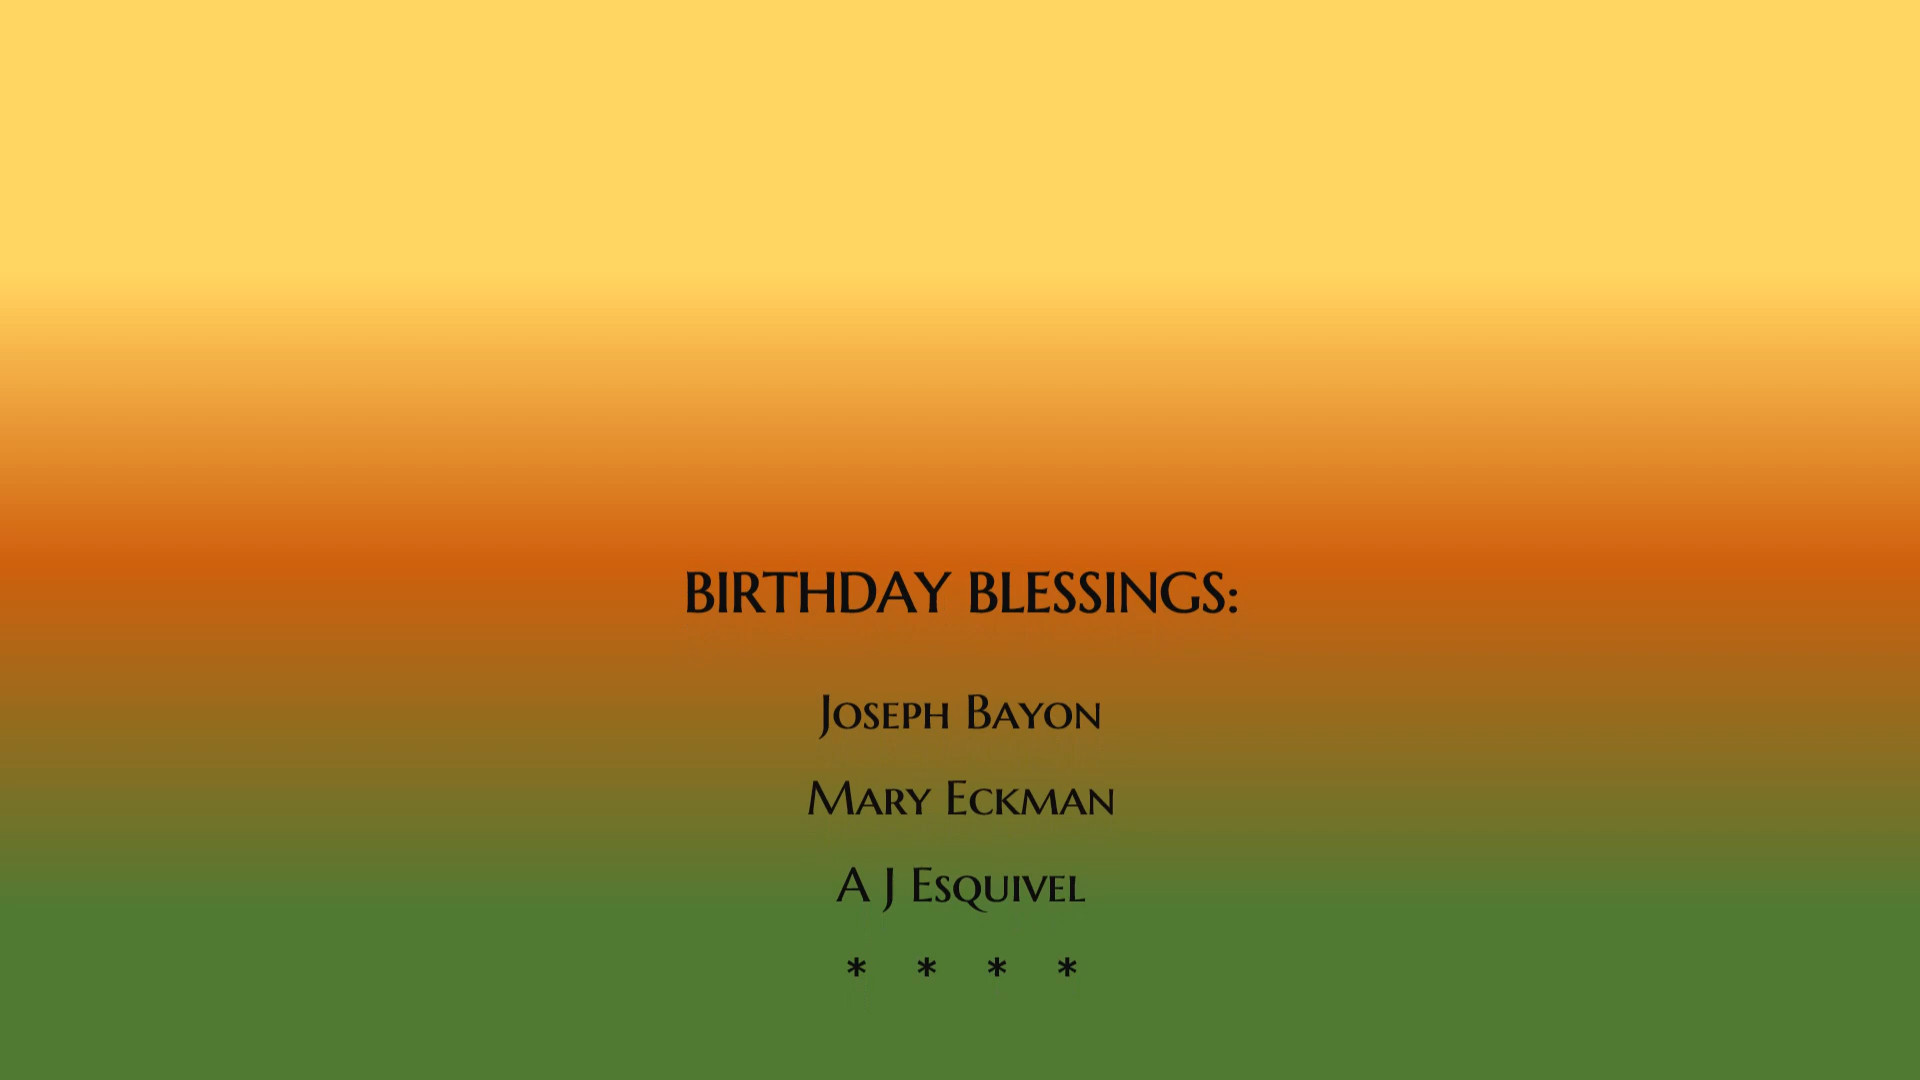 BIRTHDAY BLESSINGS:
Joseph Bayon
Mary Eckman
A J Esquivel
* * * *